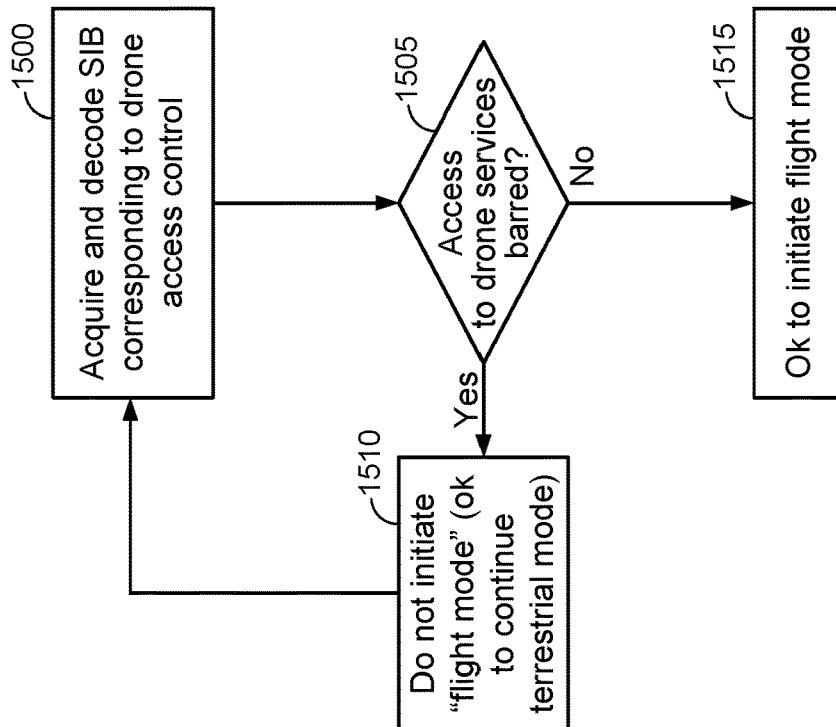 1500
Acquire and decode SIB
corresponding to drone
access control
1505
Access
to drone services
barred?
Yes
No
1510
Do not initiate
“flight mode” (ok
to continue
terrestrial mode)
1515
Ok to initiate flight mode